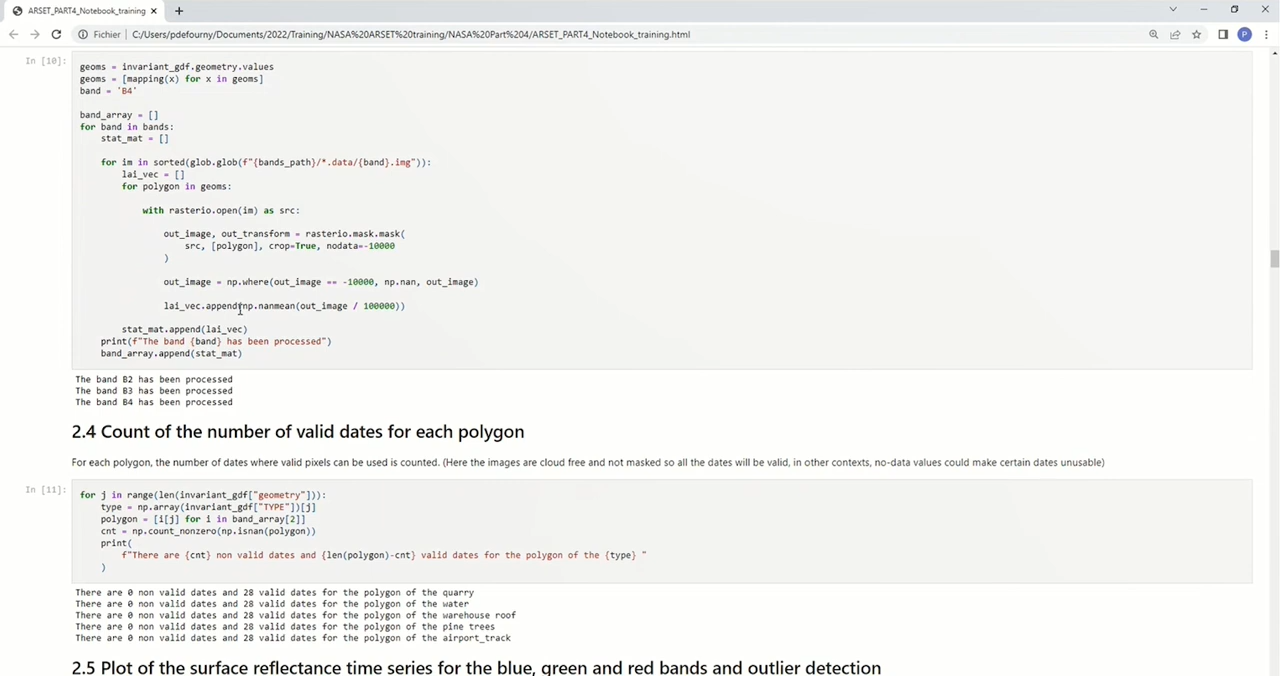 ARSET_PART4_Notebook_training
Fichier C:/Users/pdefourny/Documents/2022/Training/NASA%20ARSET%20training/NASA%20Part%204/ARSET_PART4_Notebook_training.html
P
In [10]:
geoms = invariant_gdf.geometry.values
geoms = [mapping(x) for x in geoms]
band = 'B4'
band_array = []
for band in bands:
stat_mat = []
for im in sorted(glob.glob(f"{bands_path}/*.data/{band}.img")):
lai_vec = []
for polygon in geoms:
with rasterio.open(im) as src:
out_image, out_transform = rasterio.mask.mask(
src, [polygon], crop=True, nodata=-10000
)
out_image = np.where(out_image == -10000, np.nan, out_image)
lai_vec.append(np.nanmean(out_image / 100000))
stat_mat.append(lai_vec)
print(f"The band {band} has been processed")
band_array.append(stat_mat)
The band B2 has been processed
The band B3 has been processed
The band B4 has been processed
2.4 Count of the number of valid dates for each polygon
For each polygon, the number of dates where valid pixels can be used is counted. (Here the images are cloud free and not masked so all the dates will be valid, in other contexts, no-data values could make certain dates unusable)
In [11]:
for j in range(len(invariant_gdf["geometry"])):
type = np.array(invariant_gdf["TYPE"])[j]
polygon = [i[j] for i in band_array[2]]
cnt = np.count_nonzero(np.isnan(polygon))
print(
f"There are {cnt} non valid dates and {len(polygon)-cnt} valid dates for the polygon of the {type} "
)
There are 0 non valid dates and 28 valid dates for the polygon of the quarry
There are 0 non valid dates and 28 valid dates for the polygon of the water
There are 0 non valid dates and 28 valid dates for the polygon of the warehouse roof
There are 0 non valid dates and 28 valid dates for the polygon of the pine trees
There are 0 non valid dates and 28 valid dates for the polygon of the airport_track
2.5 Plot of the surface reflectance time series for the blue, green and red bands and outlier detection